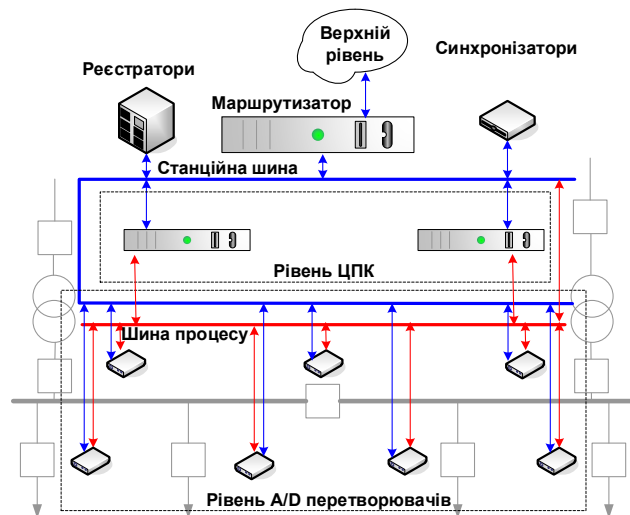 Верхній
рівень
Синхронізатори
Реєстратори
Маршрутизатор
Станційна шина
Рівень ЦПК
Шина процесу
Рівень A/D перетворювачів